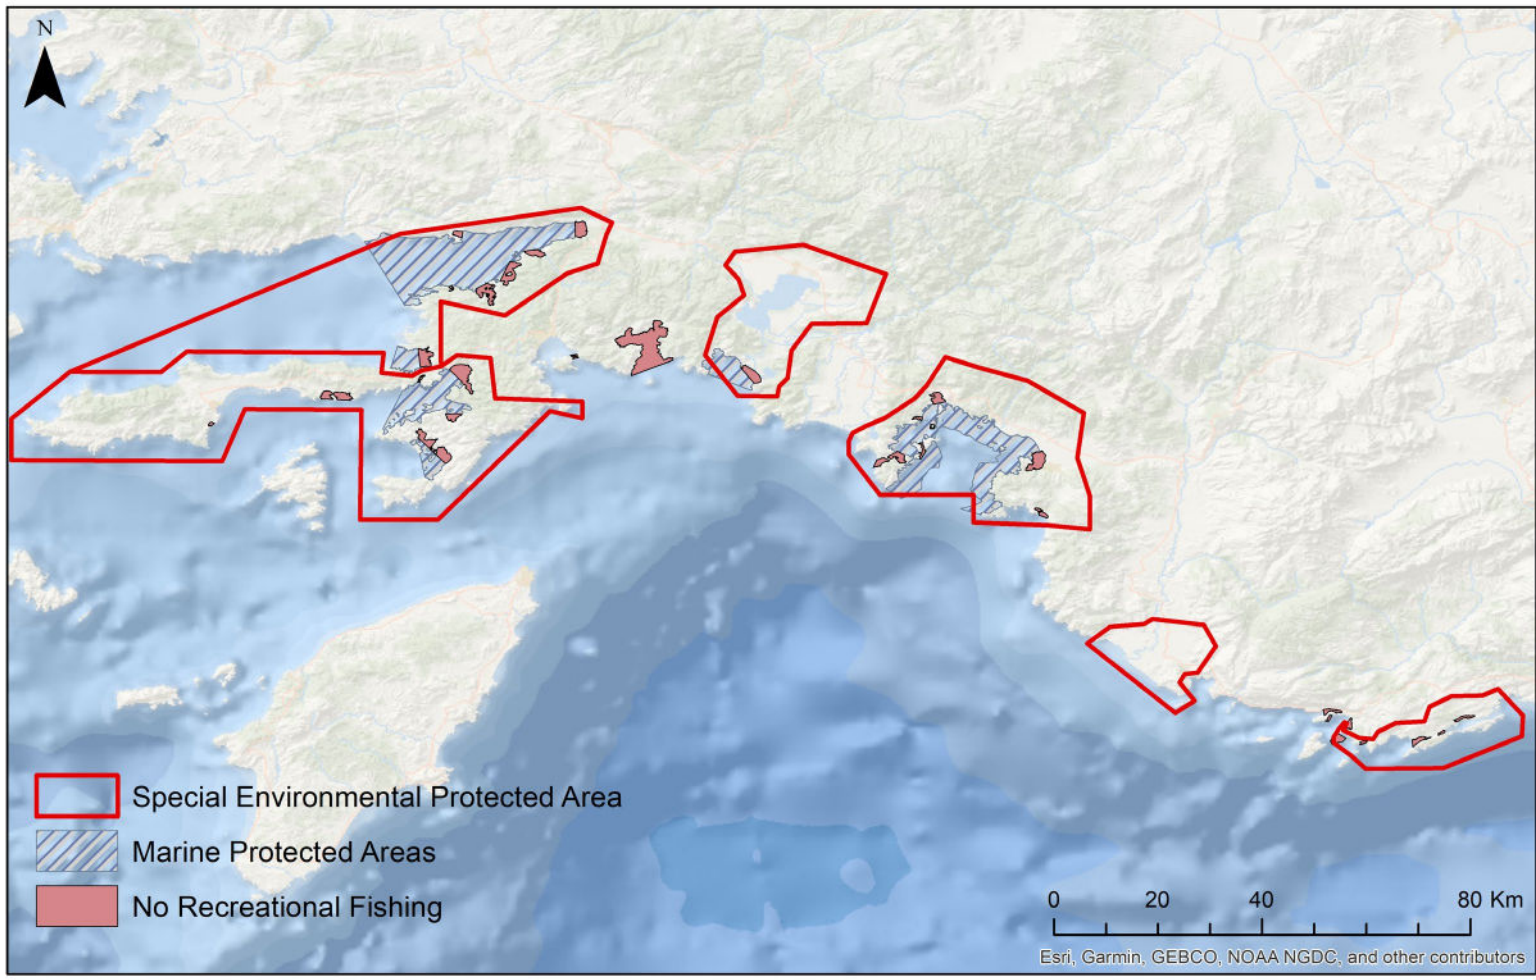 N
Special Environmental Protected Area
Marine Protected Areas
No Recreational Fishing
0 20 40 80 Km
Esri, Garmin, GEBCO, NOAA NGDC, and other contributors